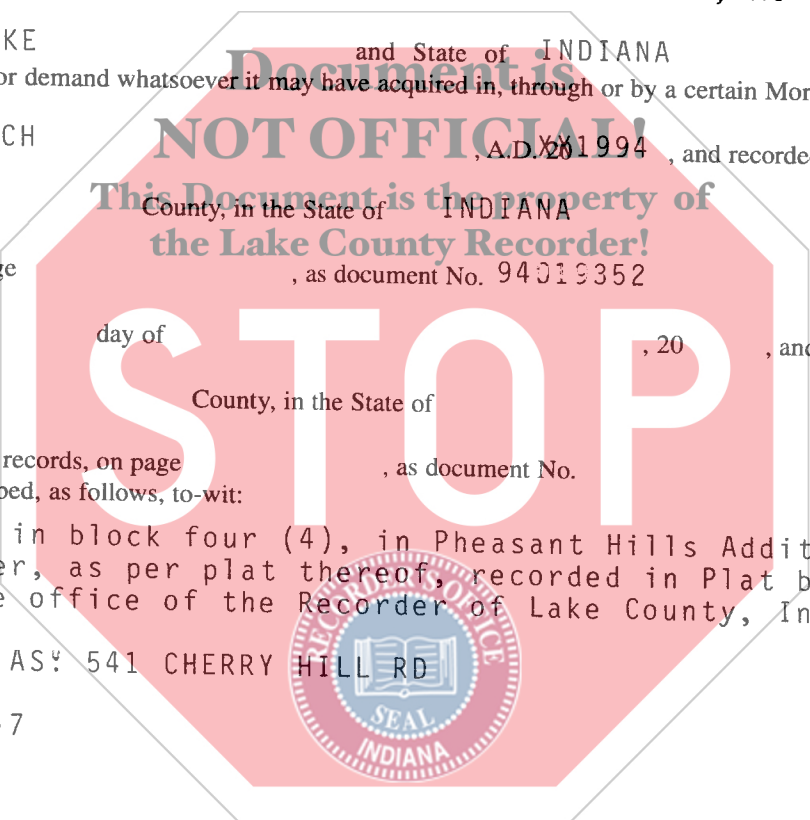 KE and State of INDIANA
Document is
or demand whatsoever it may have acquired in, through or by a certain Mor
CH , A.D. 20 XX 1994 , and recorde
NOT OFFICIAL!
This Document is the property of
County, in the State of INDIANA
the Lake County Recorder!
ge , as document No. 94019352
day of , 20 , and
STOP
County, in the State of
records, on page , as document No.
bed, as follows, to-wit:
in block four (4), in Pheasant Hills Addit
er, as per plat thereof, recorded in Plat b
e office of the Recorder of Lake County, In
AS: 541 CHERRY HILL RD
7
RECORDER'S OFFICE
SEAL
INDIANA